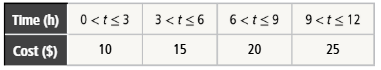 Time (h) 0 < t ≤ 3 3 < t ≤ 6 6 < t ≤ 9 9 < t ≤ 12
Cost ($) 10 15 20 25